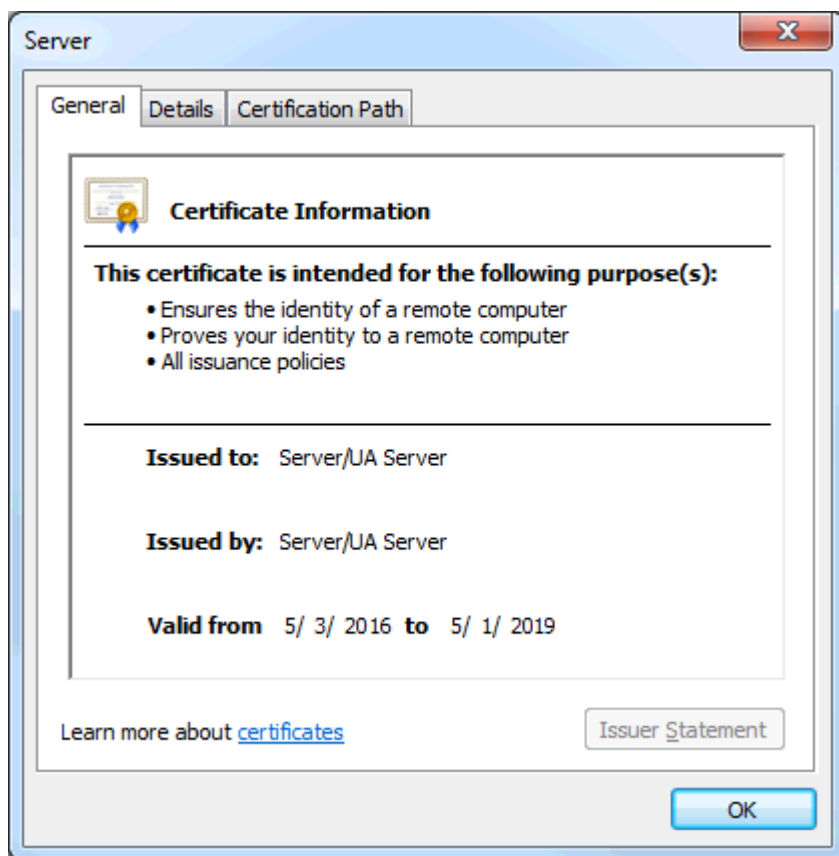 Server
General Details Certification Path
Certificate Information
This certificate is intended for the following purpose(s):
• Ensures the identity of a remote computer
• Proves your identity to a remote computer
• All issuance policies
Issued to: Server/UA Server
Issued by: Server/UA Server
Valid from 5/ 3/ 2016 to 5/ 1/ 2019
Learn more about certificates
Issuer Statement
OK